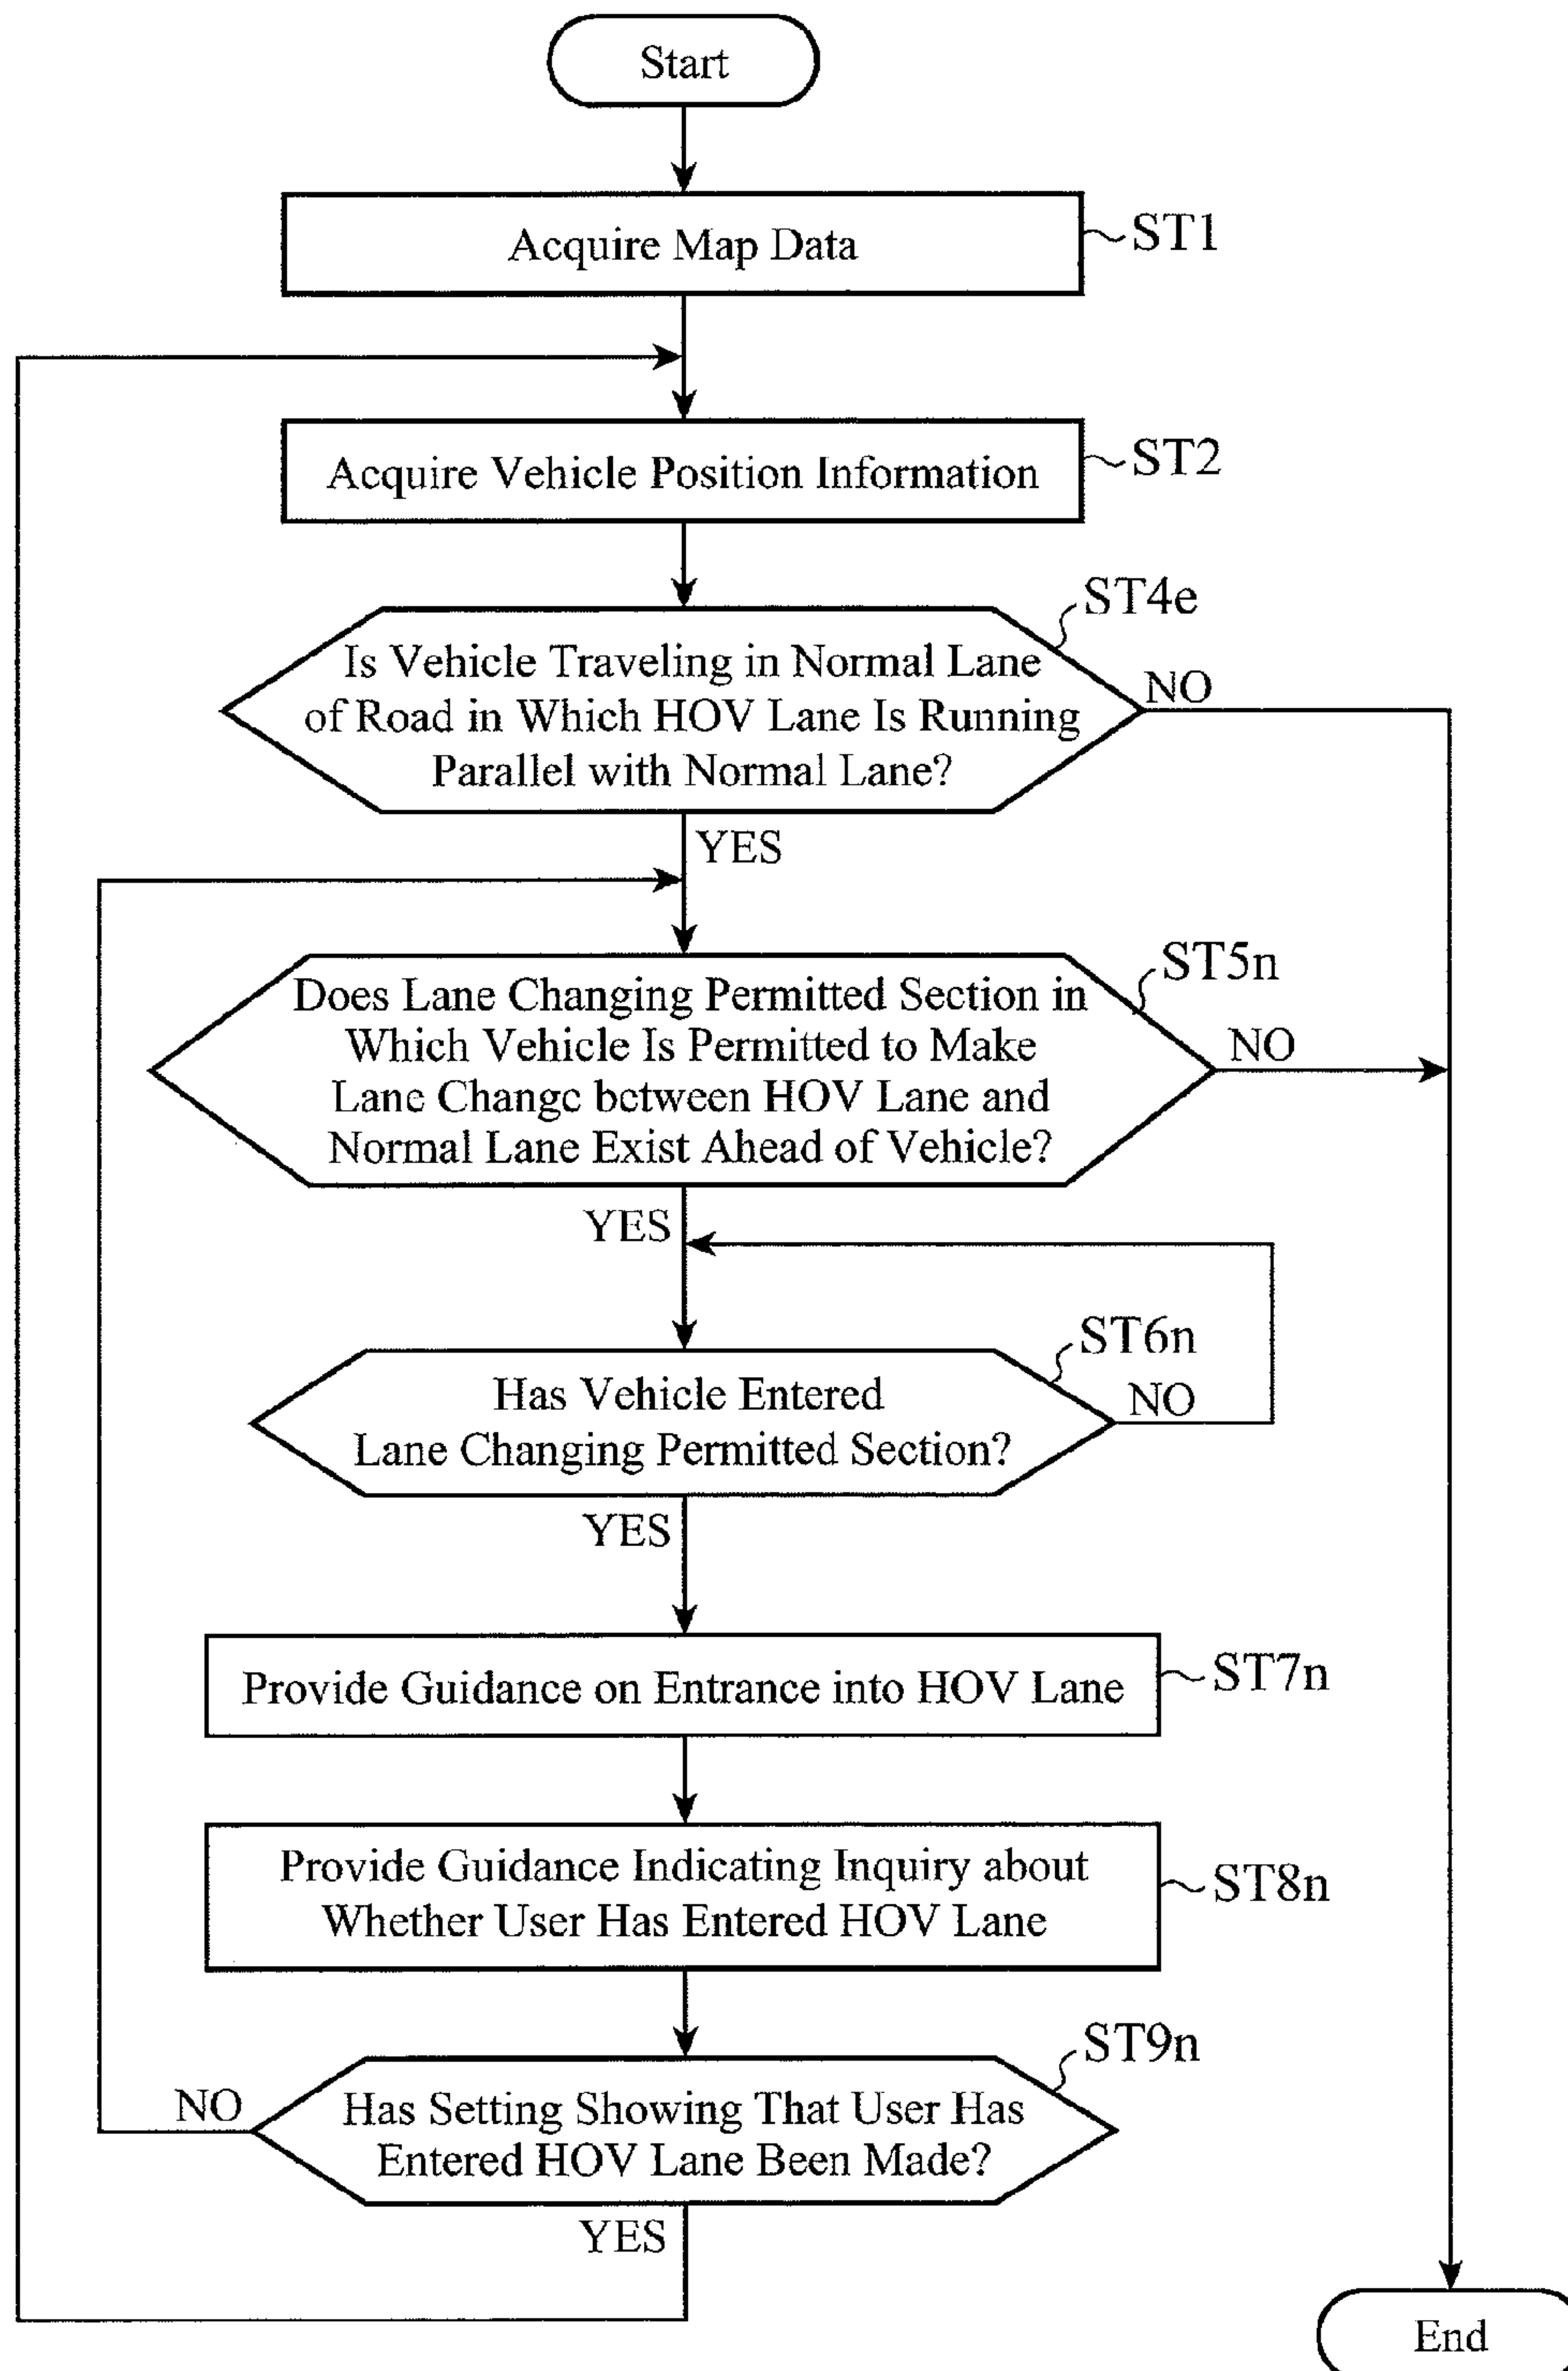 Start
Acquire Map Data
ST1
Acquire Vehicle Position Information
ST2
ST4e
Is Vehicle Traveling in Normal Lane
of Road in Which HOV Lane Is Running
Parallel with Normal Lane?
NO
YES
ST5n
Does Lane Changing Permitted Section in
Which Vehicle Is Permitted to Make
Lane Change between HOV Lane and
Normal Lane Exist Ahead of Vehicle?
NO
YES
ST6n
Has Vehicle Entered
Lane Changing Permitted Section?
NO
YES
Provide Guidance on Entrance into HOV Lane
ST7n
Provide Guidance Indicating Inquiry about
Whether User Has Entered HOV Lane
ST8n
ST9n
NO
Has Setting Showing That User Has
Entered HOV Lane Been Made?
YES
End